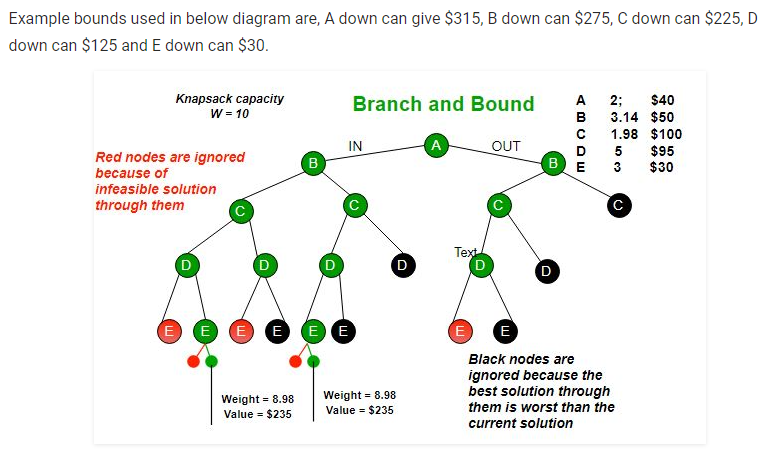 Example bounds used in below diagram are, A down can give $315, B down can $275, C down can $225, D
down can $125 and E down can $30.
Knapsack capacity
W = 10
Branch and Bound
A 2; $40
B 3.14 $50
C 1.98 $100
D 5 $95
E 3 $30
Red nodes are ignored
because of
infeasible solution
through them
IN
A
OUT
B
B
C
C
C
C
Text
D
D
D
D
D
D
E
E
E
E
E
E
E
E
Weight = 8.98
Value = $235
Weight = 8.98
Value = $235
Black nodes are
ignored because the
best solution through
them is worst than the
current solution